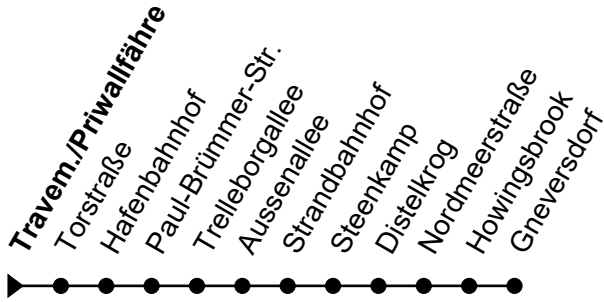 Travem./Priwallfähre
Torstraße
Hafenbahnhof
Paul-Brümmer-Str.
Trelleborgallee
Aussenallee
Strandbahnhof
Steenkamp
Distelkrog
Nordmeerstraße
Howingsbrook
Gneversdorf